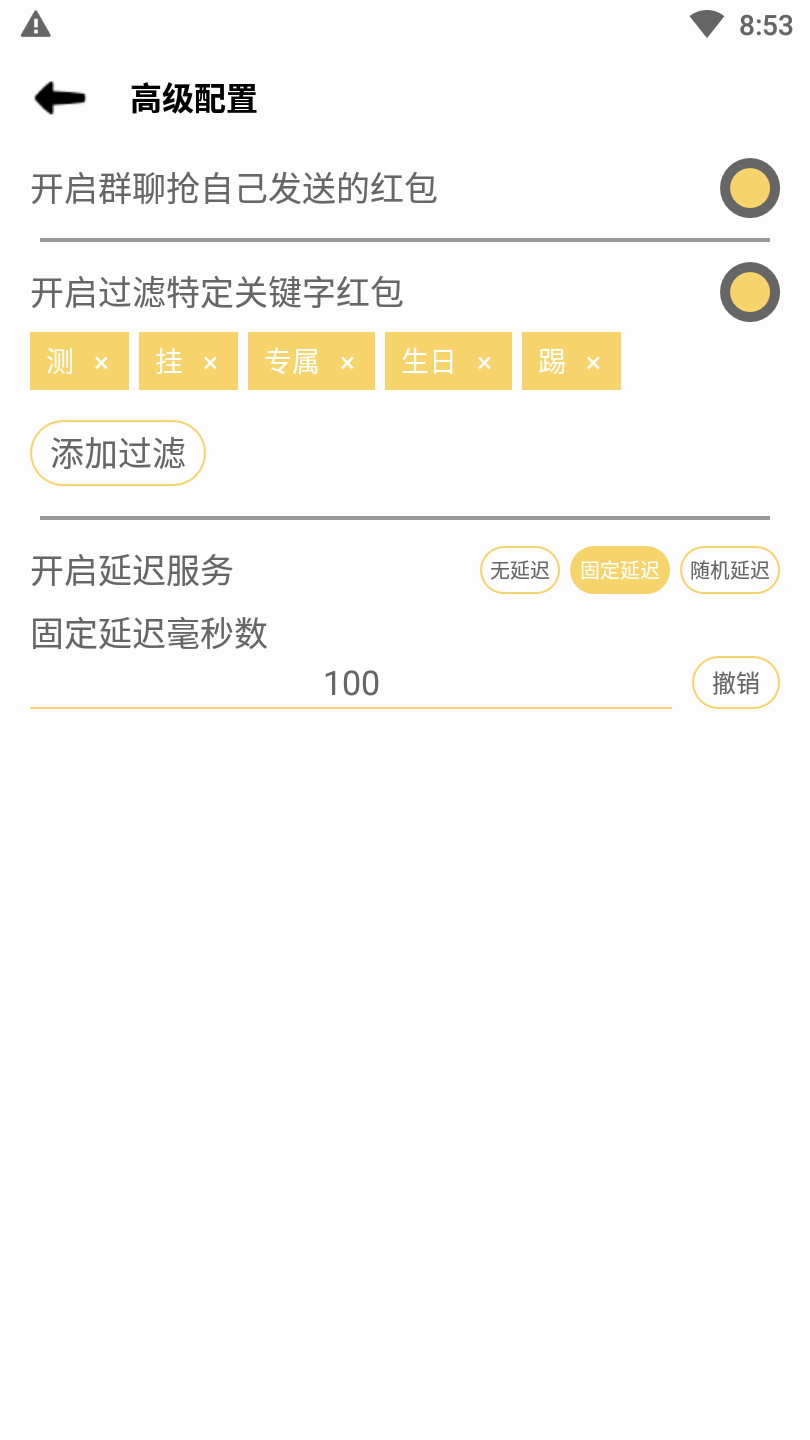 8:53
高级配置
开启群聊抢自己发送的红包
开启过滤特定关键字红包
测 × 挂 × 专属 × 生日 × 踢 ×
添加过滤
开启延迟服务 无延迟 固定延迟 随机延迟
固定延迟毫秒数
100 撤销